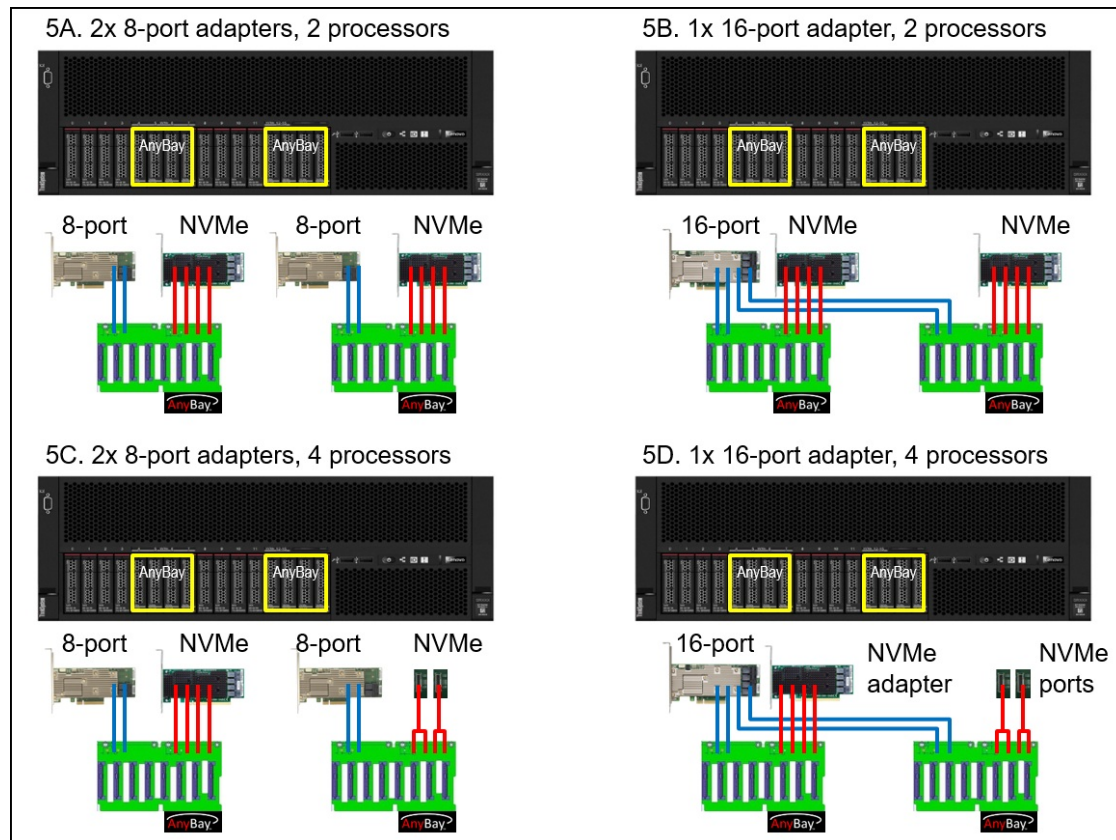 5A. 2x 8-port adapters, 2 processors
AnyBay AnyBay
8-port NVMe 8-port NVMe
AnyBay AnyBay
5B. 1x 16-port adapter, 2 processors
AnyBay AnyBay
16-port NVMe NVMe
AnyBay AnyBay
5C. 2x 8-port adapters, 4 processors
AnyBay AnyBay
8-port NVMe 8-port NVMe
AnyBay AnyBay
5D. 1x 16-port adapter, 4 processors
AnyBay AnyBay
16-port NVMe adapter NVMe ports
AnyBay AnyBay